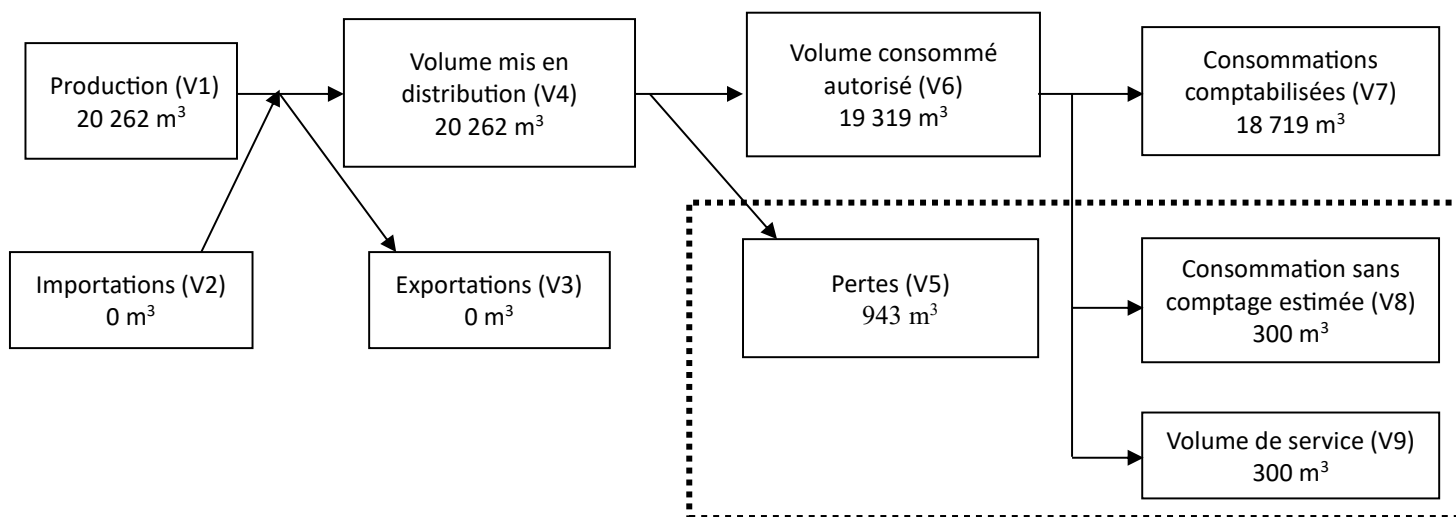 Production (V1)
20 262 m³
Volume mis en
distribution (V4)
20 262 m³
Volume consommé
autorisé (V6)
19 319 m³
Consommations
comptabilisées (V7)
18 719 m³
Importations (V2)
0 m³
Exportations (V3)
0 m³
Pertes (V5)
943 m³
Consommation sans
comptage estimée (V8)
300 m³
Volume de service (V9)
300 m³